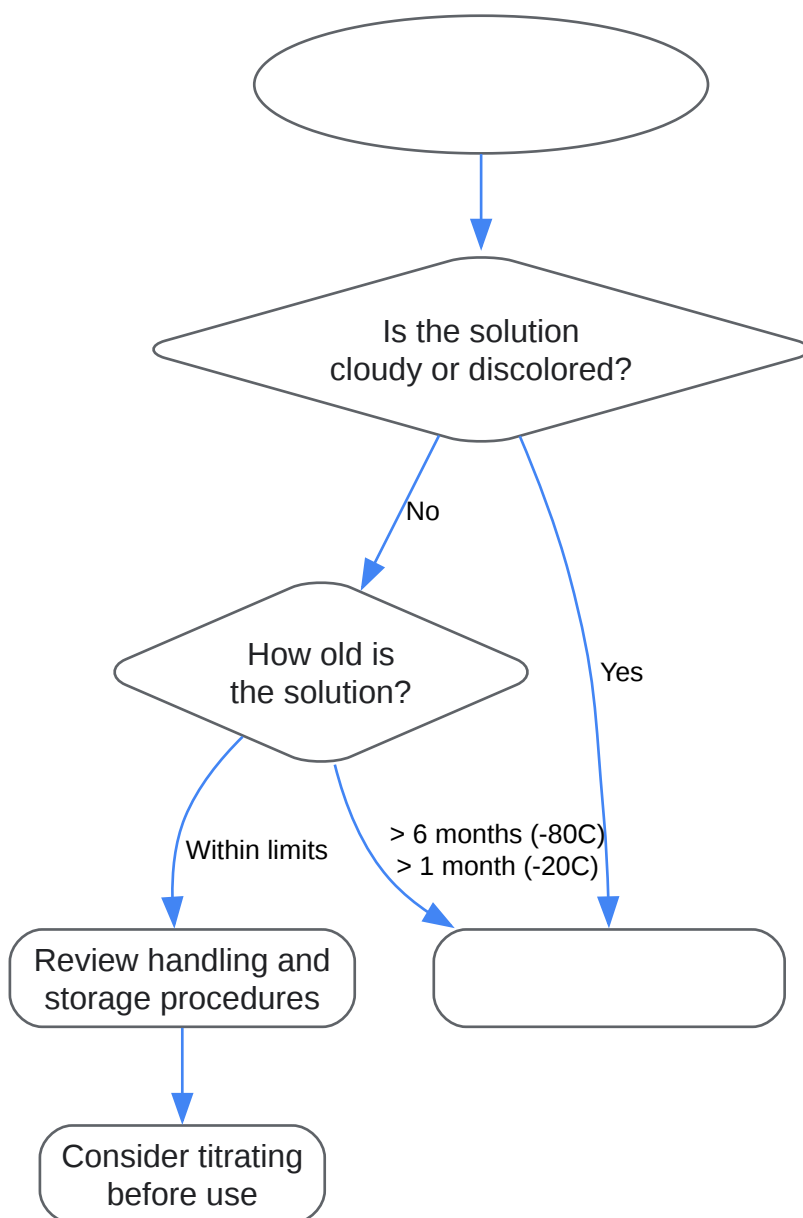 Is the solution
cloudy or discolored?
No
How old is
the solution?
Yes
Within limits
> 6 months (-80C)
> 1 month (-20C)
Review handling and
storage procedures
Consider titrating
before use